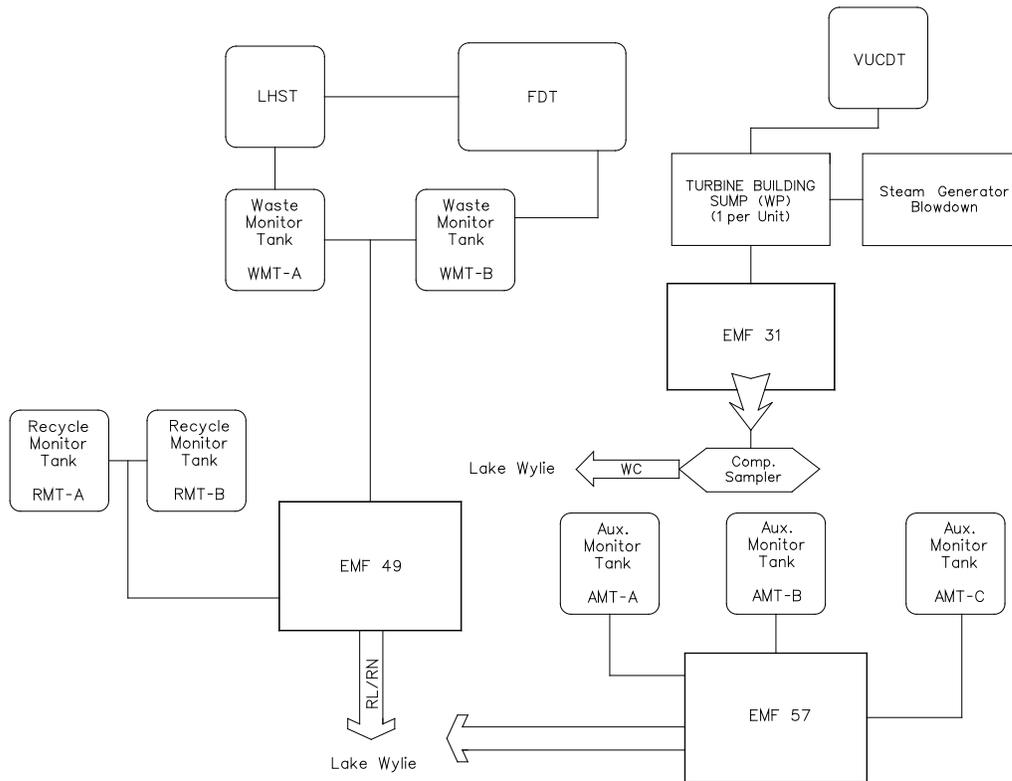 VUCDT
LHST
FDT
TURBINE BUILDING
SUMP (WP)
(1 per Unit)
Steam Generator
Blowdown
Waste
Monitor
Tank
WMT-A
Waste
Monitor
Tank
WMT-B
EMF 31
Recycle
Monitor
Tank
RMT-A
Recycle
Monitor
Tank
RMT-B
Lake Wylie
WC
Comp.
Sampler
EMF 49
Aux.
Monitor
Tank
AMT-A
Aux.
Monitor
Tank
AMT-B
Aux.
Monitor
Tank
AMT-C
RL/RN
EMF 57
Lake Wylie